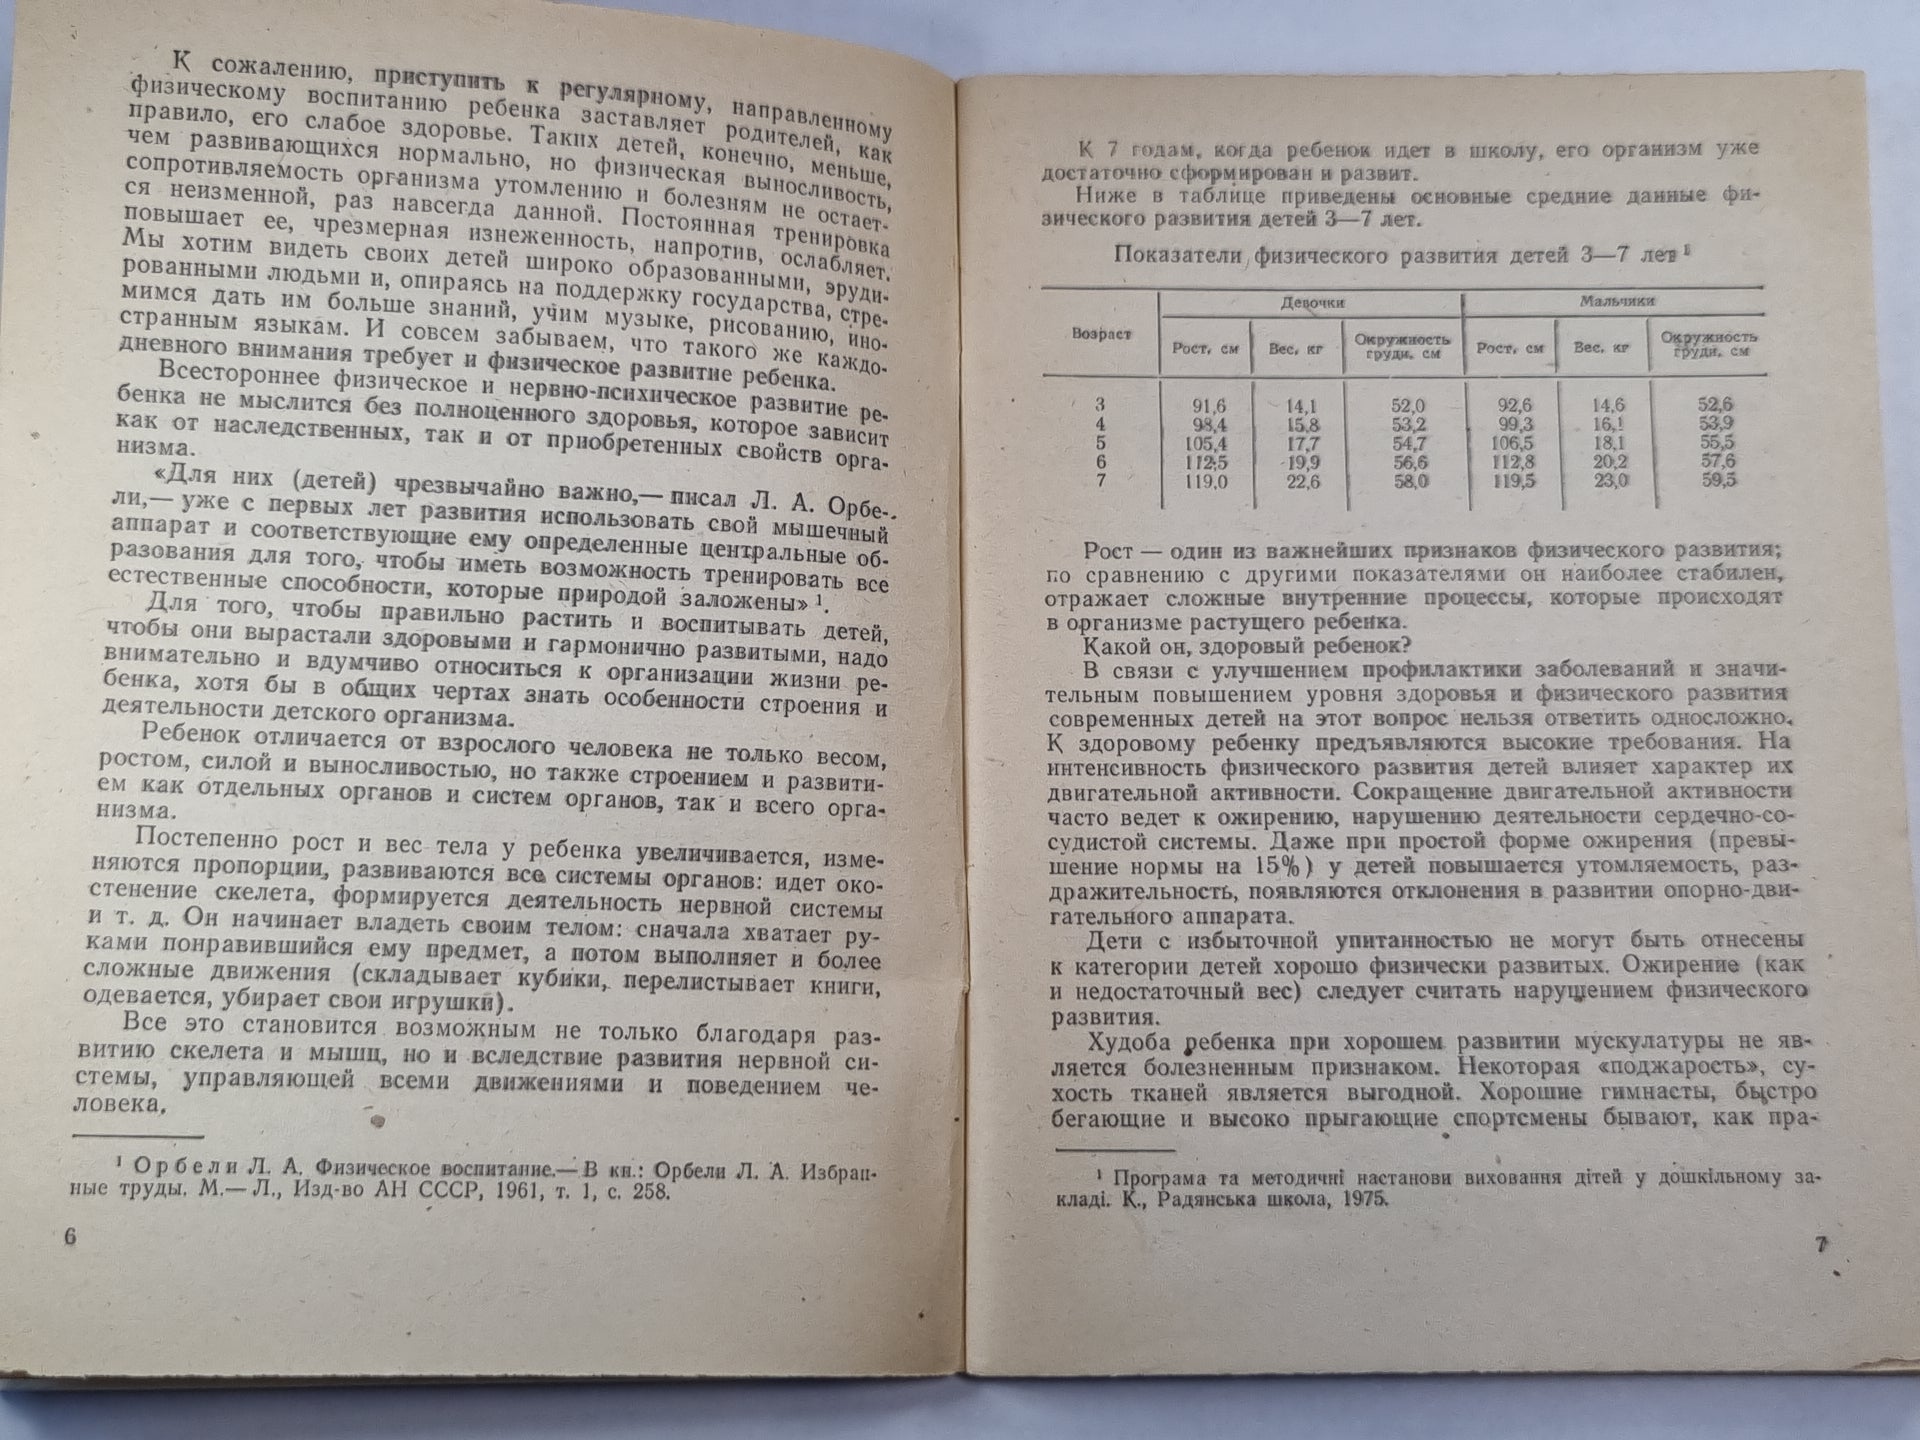 К сожалению, приступить к регулярному, направленному
физическому воспитанию ребенка заставляет родителей, как
правило, его слабое здоровье. Таких детей, конечно, меньше,
чем развивающихся нормально, но физическая выносливость,
сопротивляемость организма утомлению и болезням не остает-
ся неизменной, раз навсегда данной. Постоянная тренировка
повышает ее, чрезмерная изнеженность, напротив, ослабляет.
Мы хотим видеть своих детей широко образованными, эруди-
рованными людьми и, опираясь на поддержку государства, стре-
мимся дать им больше знаний, учим музыке, рисованию, ино-
странным языкам. И совсем забываем, что такого же каждо-
дневного внимания требует и физическое развитие ребенка.
Всестороннее физическое и нервно-психическое развитие ре-
бенка не мыслится без полноценного здоровья, которое зависит
как от наследственных, так и от приобретенных свойств орга-
низма.
«Для них (детей) чрезвычайно важно,— писал Л. А. Орбе-
ли,— уже с первых лет развития использовать свой мышечный
аппарат и соответствующие ему определенные центральные об-
разования для того, чтобы иметь возможность тренировать все
естественные способности, которые природой заложены» ¹.
Для того, чтобы правильно растить и воспитывать детей,
чтобы они вырастали здоровыми и гармонично развитыми, надо
внимательно и вдумчиво относиться к организации жизни ре-
бенка, хотя бы в общих чертах знать особенности строения и
деятельности детского организма.
Ребенок отличается от взрослого человека не только весом,
ростом, силой и выносливостью, но также строением и развити-
ем как отдельных органов и систем органов, так и всего орга-
низма.
Постепенно рост и вес тела у ребенка увеличивается, изме-
няются пропорции, развиваются все системы органов: идет око-
стенение скелета, формируется деятельность нервной системы
и т. д. Он начинает владеть своим телом: сначала хватает ру-
ками понравившийся ему предмет, а потом выполняет и более
сложные движения (складывает кубики, перелистывает книги,
одевается, убирает свои игрушки).
Все это становится возможным не только благодаря раз-
витию скелета и мышц, но и вследствие развития нервной си-
стемы, управляющей всеми движениями и поведением че-
ловека.
¹ Орбели Л. А. Физическое воспитание.— В кн.: Орбели Л. А. Избран-
ные труды. М.— Л., Изд-во АН СССР, 1961, т. 1, с. 258.
6
К 7 годам, когда ребенок идет в школу, его организм уже
достаточно сформирован и развит.
Ниже в таблице приведены основные средние данные фи-
зического развития детей 3—7 лет.
Показатели физического развития детей 3—7 лет ¹
Возраст Девочки Мальчики
Рост, см Вес, кг Окружность груди, см Рост, см Вес, кг Окружность груди, см
3 91,6 14,1 52,0 92,6 14,6 52,6
4 98,4 15,8 53,2 99,3 16,1 53,9
5 105,4 17,7 54,7 106,5 18,1 55,5
6 112,5 19,9 56,6 112,8 20,2 57,6
7 119,0 22,6 58,0 119,5 23,0 59,5
Рост — один из важнейших признаков физического развития;
по сравнению с другими показателями он наиболее стабилен,
отражает сложные внутренние процессы, которые происходят
в организме растущего ребенка.
Какой он, здоровый ребенок?
В связи с улучшением профилактики заболеваний и значи-
тельным повышением уровня здоровья и физического развития
современных детей на этот вопрос нельзя ответить односложно.
К здоровому ребенку предъявляются высокие требования. На
интенсивность физического развития детей влияет характер их
двигательной активности. Сокращение двигательной активности
часто ведет к ожирению, нарушению деятельности сердечно-со-
судистой системы. Даже при простой форме ожирения (превы-
шение нормы на 15%) у детей повышается утомляемость, раз-
дражительность, появляются отклонения в развитии опорно-дви-
гательного аппарата.
Дети с избыточной упитанностью не могут быть отнесены
к категории детей хорошо физически развитых. Ожирение (как
и недостаточный вес) следует считать нарушением физического
развития.
Худоба ребенка при хорошем развитии мускулатуры не яв-
ляется болезненным признаком. Некоторая «поджарость», су-
хость тканей является выгодной. Хорошие гимнасты, быстро
бегающие и высоко прыгающие спортсмены бывают, как пра-
¹ Програма та методичні настанови виховання дітей у дошкільному за-
кладі. К., Радянська школа, 1975.
7